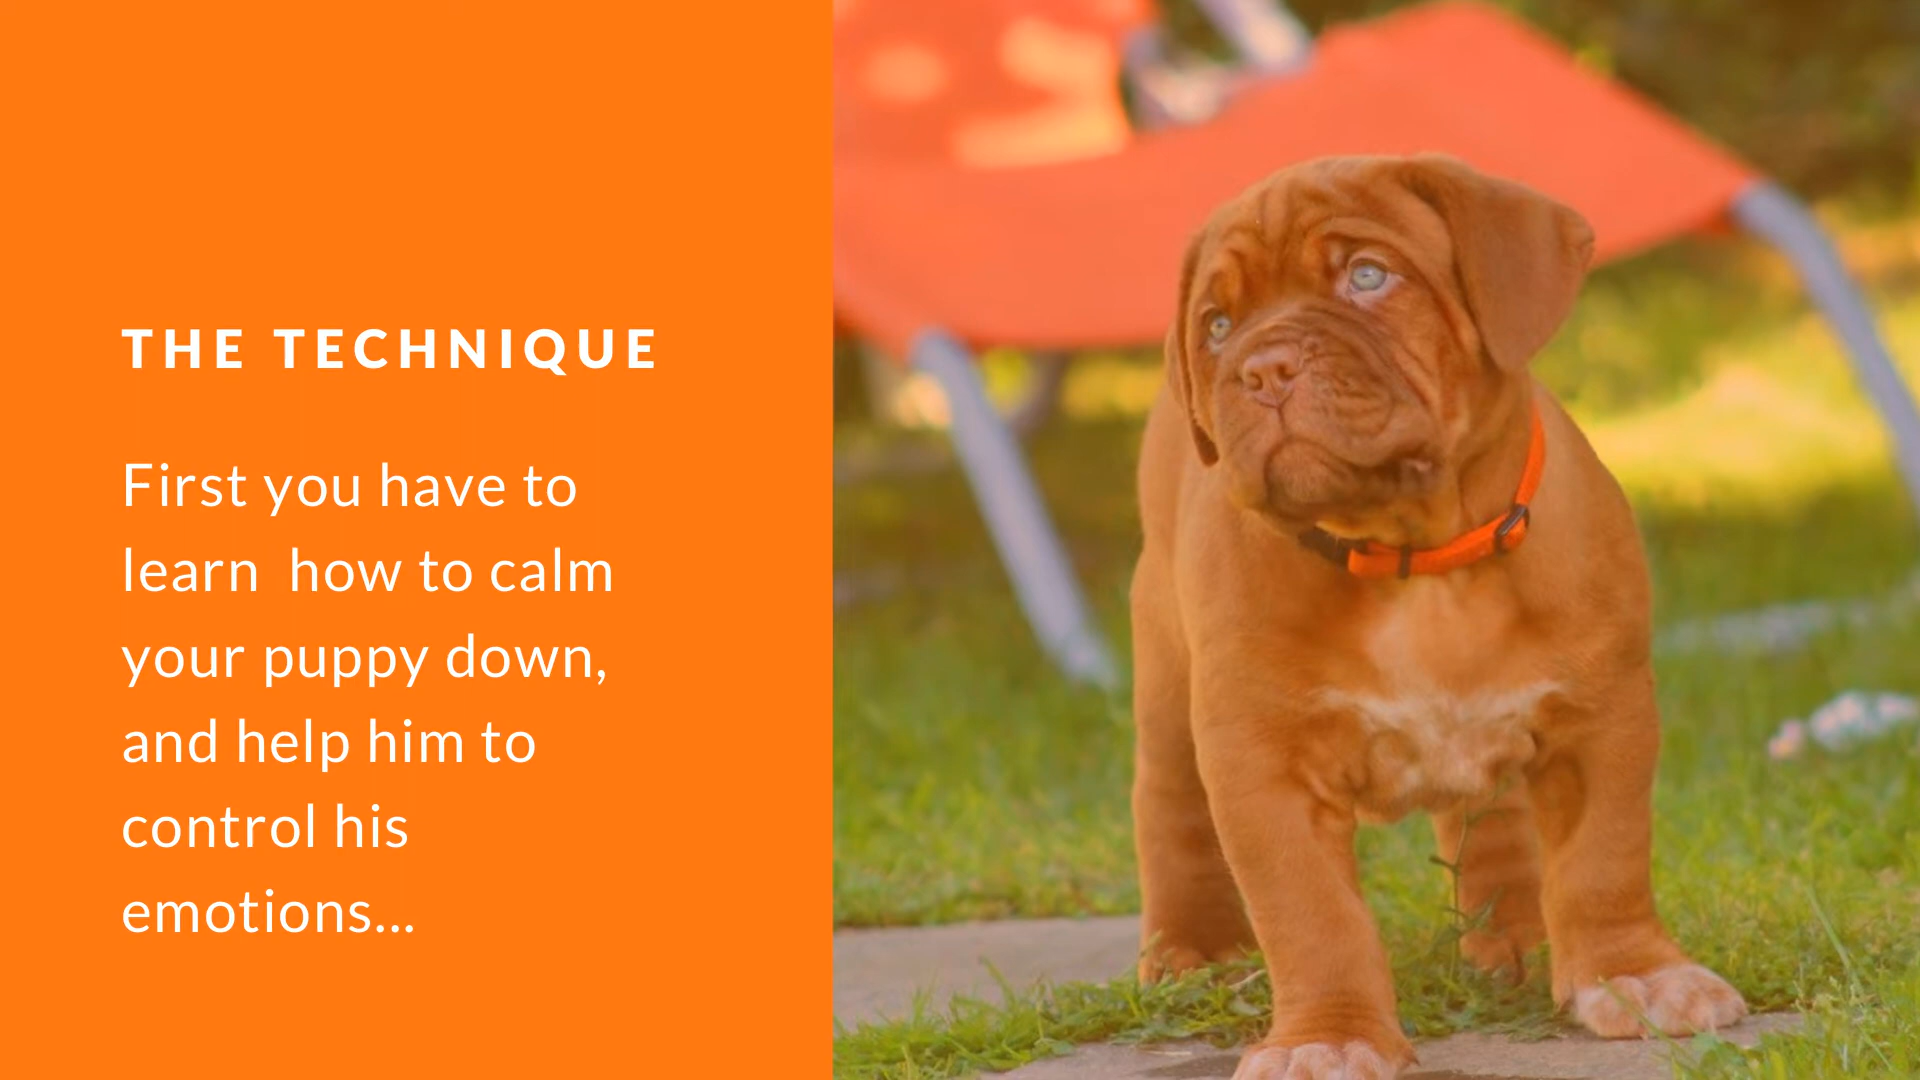 THE TECHNIQUE
First you have to
learn  how to calm
your puppy down,
and help him to
control his
emotions...